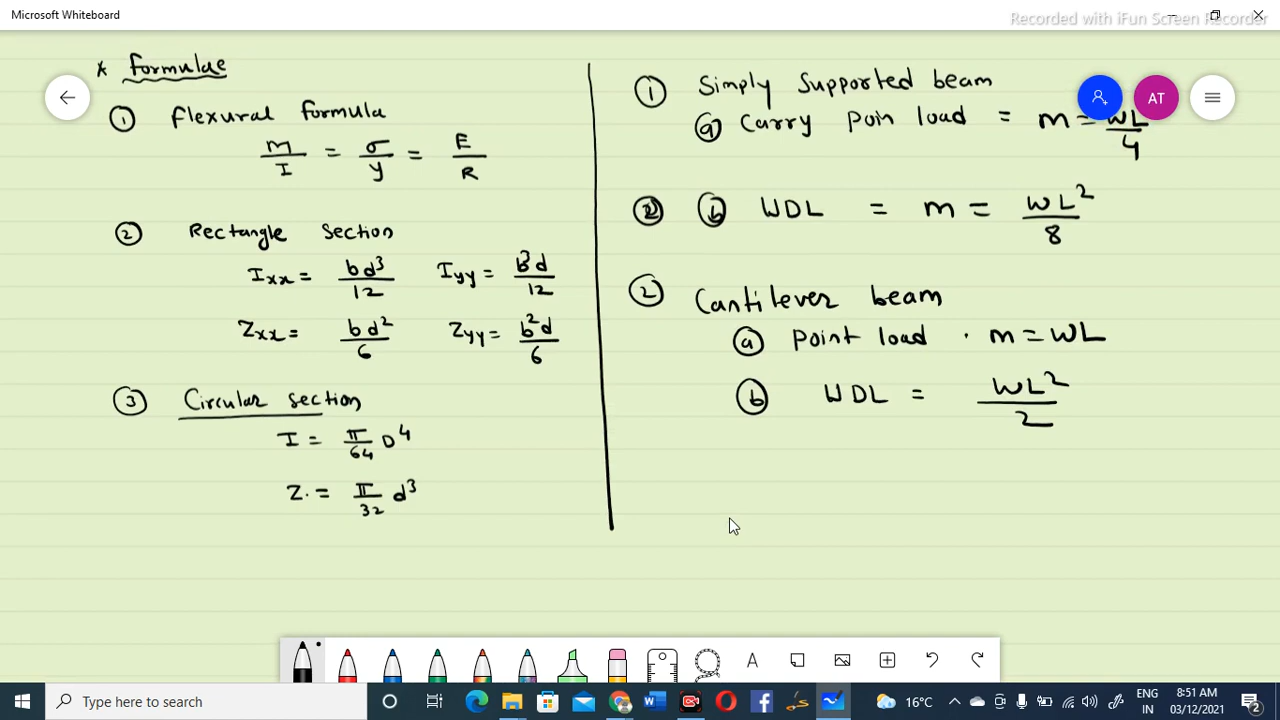 Microsoft Whiteboard
Recorded with iFun Screen Recorder
* Formulae
① flexural formula
M/I = σ/y = E/R
② Rectangle Section
Ixx = bd³/12 Iyy = b³d/12
Zxx = bd²/6 Zyy = b²d/6
③ Circular section
I = π/64 D⁴
Z = π/32 d³
① Simply Supported beam
ⓐ Carry poin load = m = WL/4
ⓑ WDL = m = WL²/8
② Cantilever beam
ⓐ point load · m = WL
ⓑ WDL = WL²/2
AT
A
Type here to search
16°C
ENG
IN
8:51 AM
03/12/2021
2